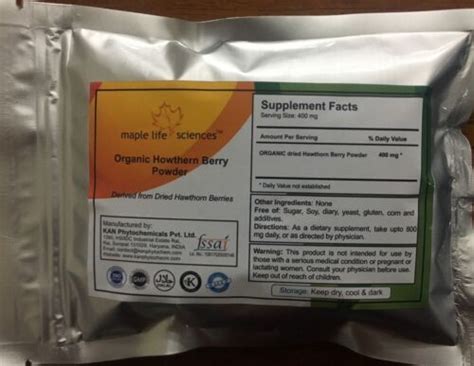 maple life sciences™
Organic Howthern Berry
Powder
Derived from Dried Hawthorn Berries
Manufactured by:
KAN Phytochemicals Pvt. Ltd.
Industrial Estate Rai,
Haryana, INDIA
fssai
Supplement Facts
Serving Size: 400 mg
Amount Per Serving % Daily Value
ORGANIC dried Hawthorn Berry Powder 400 mg *
* Daily Value not established
Other Ingredients: None
Free of: Sugar, Soy, diary, yeast, gluten, corn and
additives.
Directions: As a dietary supplement, take upto 800
mg daily, or as directed by physician.
Warning: This product is not intended for use by
those with a serious medical condition or pregnant or
lactating women. Consult your physician before use.
Keep out of reach of children.
Storage: Keep dry, cool & dark